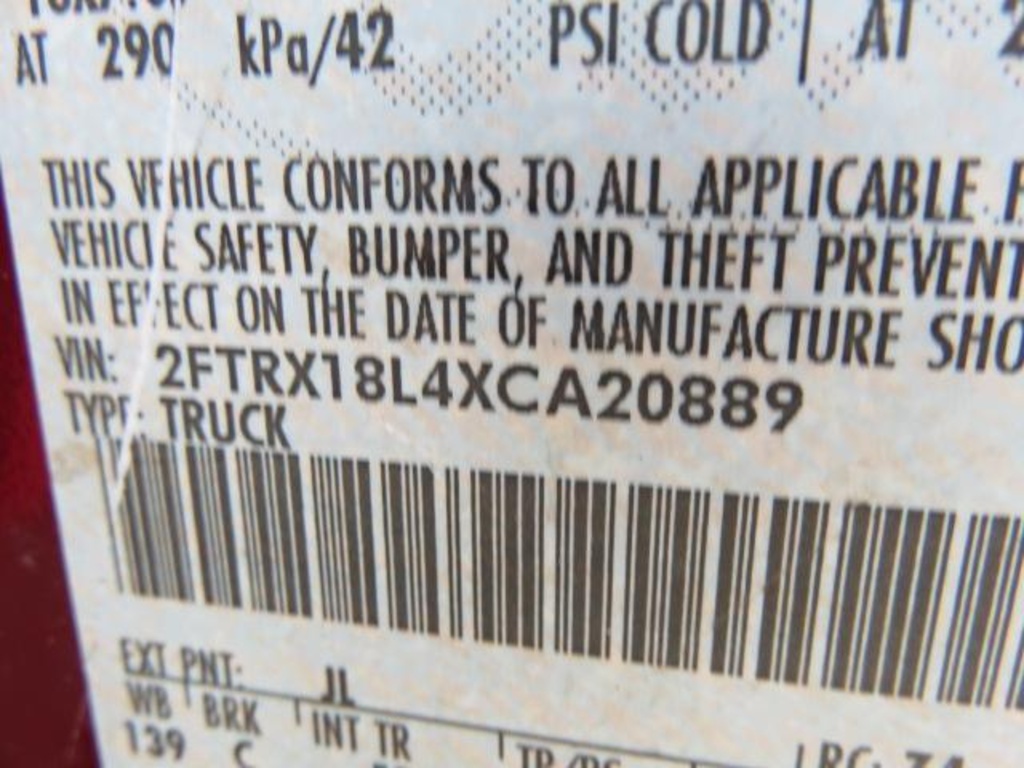 AT 290 kPa/42 PSI COLD | AT 2
THIS VEHICLE CONFORMS TO ALL APPLICABLE F
VEHICLE SAFETY, BUMPER, AND THEFT PREVENT
IN EFFECT ON THE DATE OF MANUFACTURE SHO
VIN: 2FTRX18L4XCA20889
TYPE: TRUCK
EXT PNT: JL
WB BRK INT TR
139 C